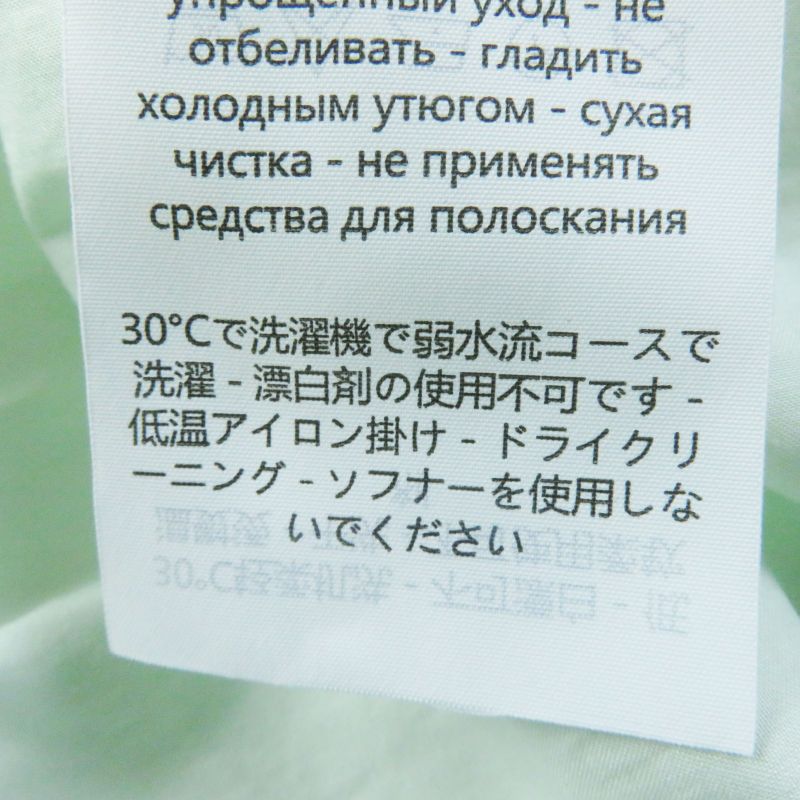 упрощенный уход - не
отбеливать - гладить
холодным утюгом - сухая
чистка - не применять
средства для полоскания
30°Cで洗濯機で弱水流コースで
洗濯 - 漂白剤の使用不可です -
低温アイロン掛け - ドライクリ
ーニング - ソフナーを使用しな
いでください